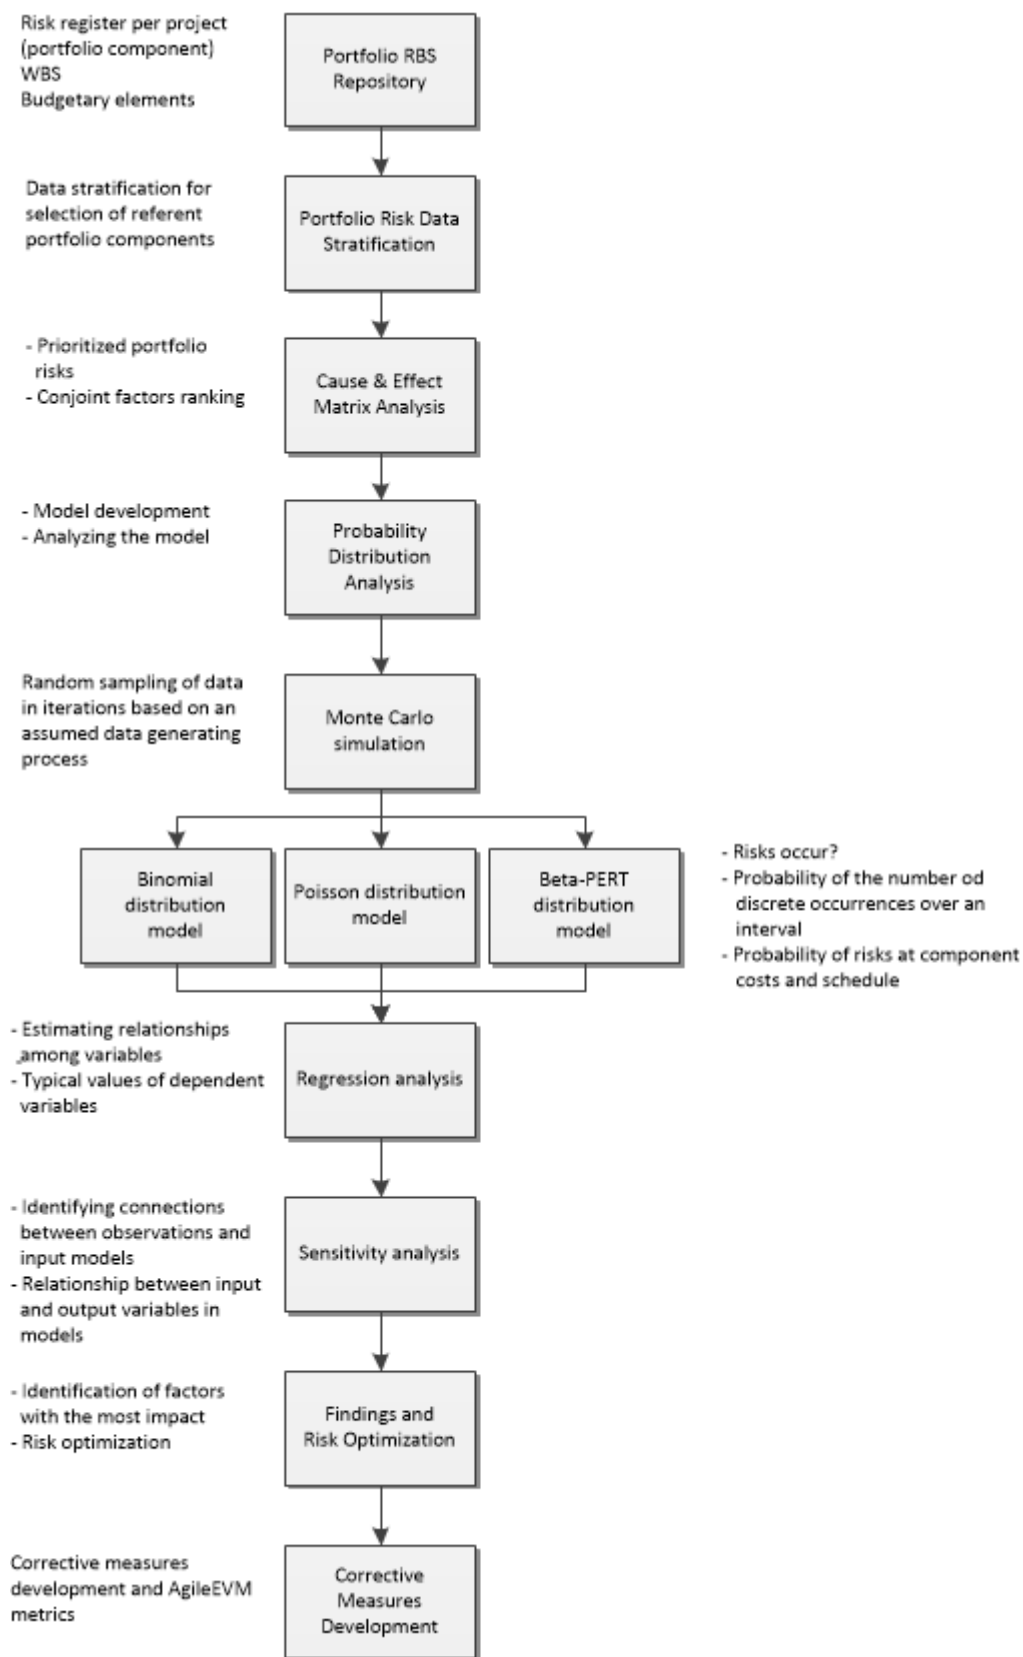 Risk register per project
(portfolio component)
WBS
Budgetary elements
Portfolio RBS
Repository
Data stratification for
selection of referent
portfolio components
Portfolio Risk Data
Stratification
- Prioritized portfolio
risks
- Conjoint factors ranking
Cause & Effect
Matrix Analysis
- Model development
- Analyzing the model
Probability
Distribution
Analysis
Random sampling of data
in iterations based on an
assumed data generating
process
Monte Carlo
simulation
Binomial
distribution
model
Poisson distribution
model
Beta-PERT
distribution
model
- Risks occur?
- Probability of the number od
discrete occurrences over an
interval
- Probability of risks at component
costs and schedule
- Estimating relationships
among variables
- Typical values of dependent
variables
Regression analysis
- Identifying connections
between observations and
input models
- Relationship between input
and output variables in
models
Sensitivity analysis
- Identification of factors
with the most impact
- Risk optimization
Findings and
Risk Optimization
Corrective measures
development and AgileEVM
metrics
Corrective
Measures
Development